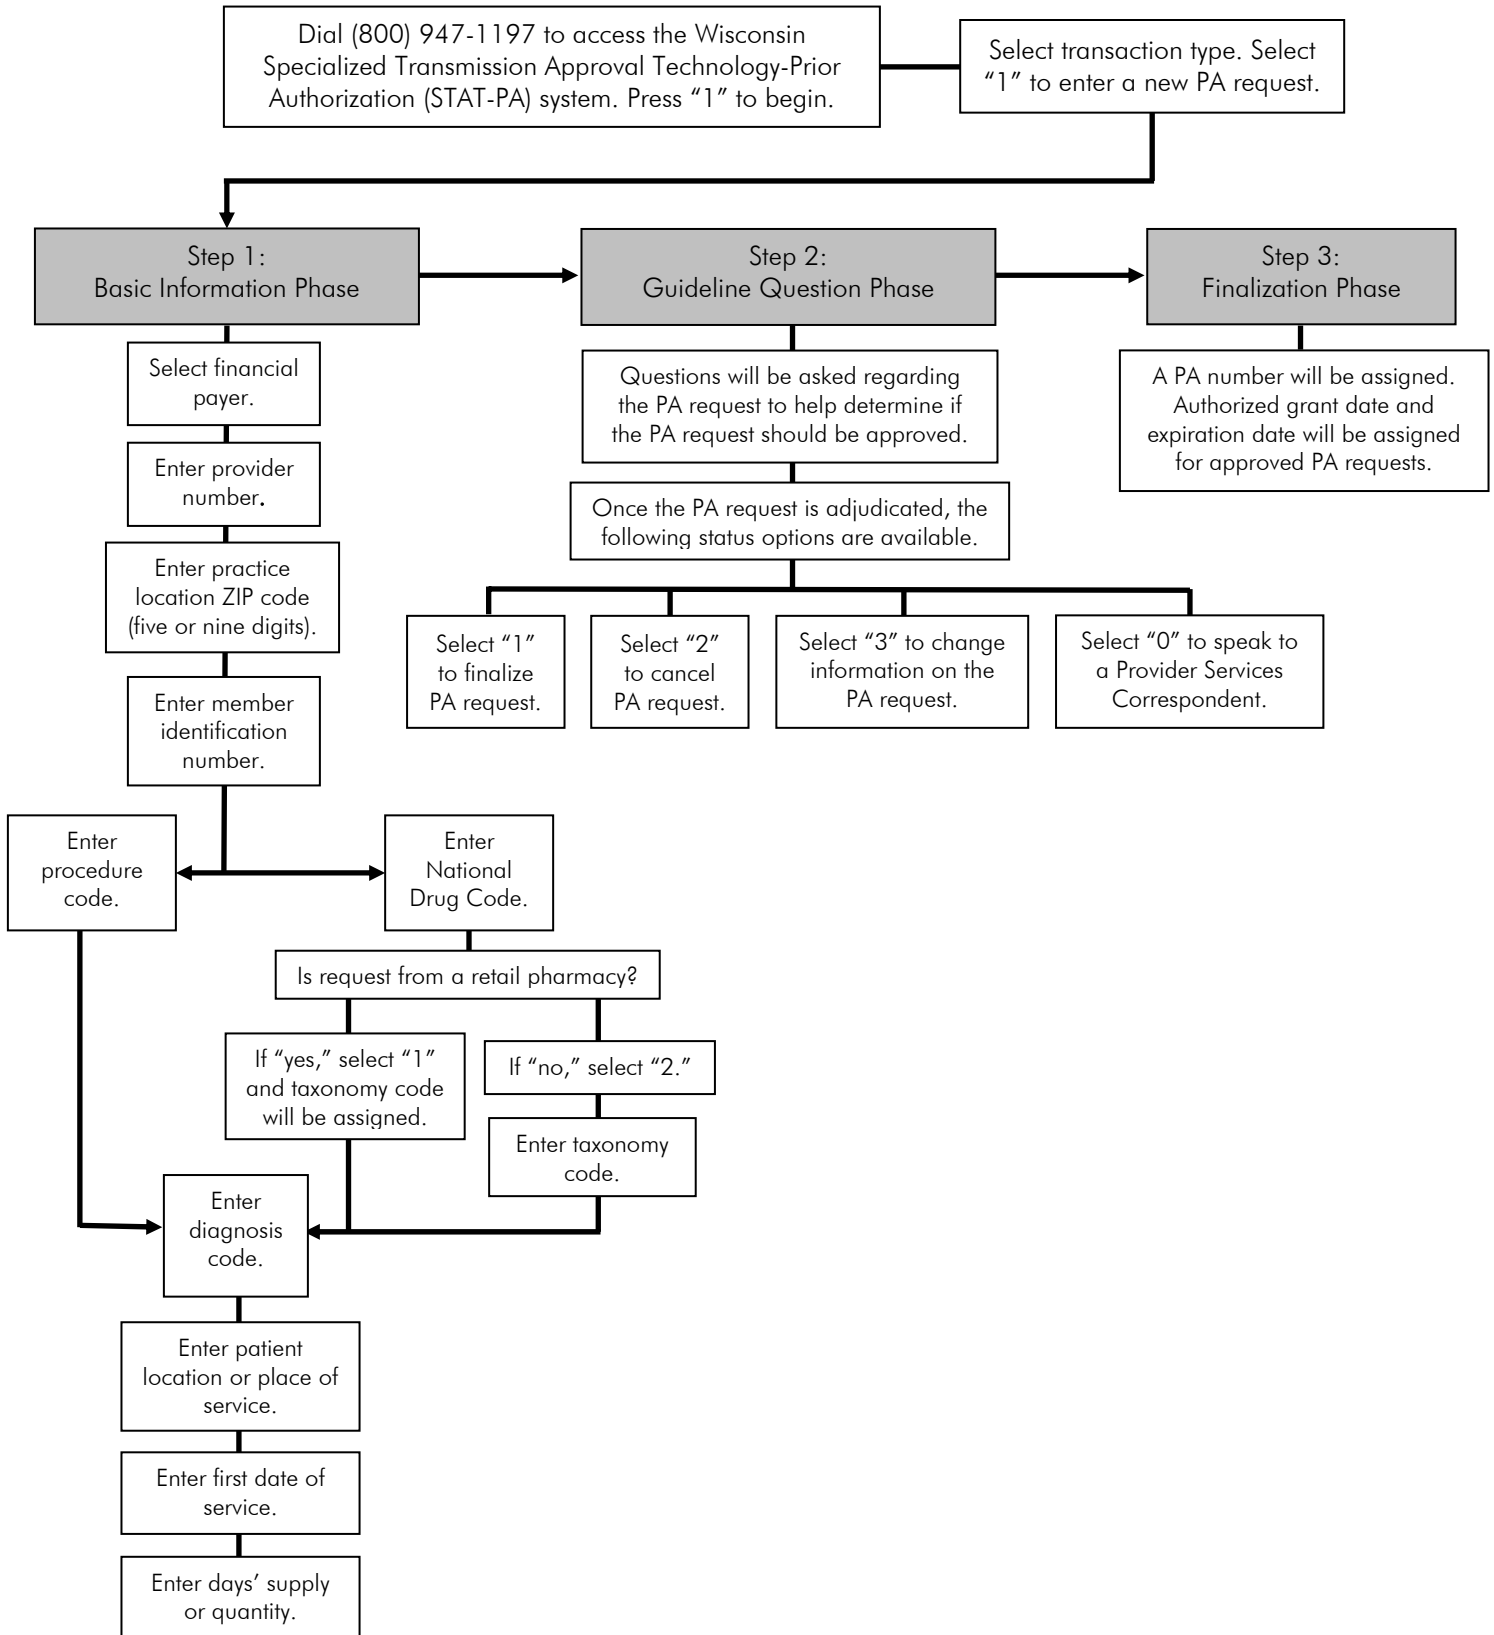 Dial (800) 947-1197 to access the Wisconsin
Specialized Transmission Approval Technology-Prior
Authorization (STAT-PA) system. Press “1” to begin.
Select transaction type. Select
“1” to enter a new PA request.
Step 1:
Basic Information Phase
Step 2:
Guideline Question Phase
Step 3:
Finalization Phase
Select financial
payer.
Enter provider
number.
Enter practice
location ZIP code
(five or nine digits).
Enter member
identification
number.
Enter
procedure
code.
Enter
National
Drug Code.
Is request from a retail pharmacy?
If “yes,” select “1”
and taxonomy code
will be assigned.
If “no,” select “2.”
Enter taxonomy
code.
Enter
diagnosis
code.
Enter patient
location or place of
service.
Enter first date of
service.
Enter days’ supply
or quantity.
Questions will be asked regarding
the PA request to help determine if
the PA request should be approved.
Once the PA request is adjudicated, the
following status options are available.
Select “1”
to finalize
PA request.
Select “2”
to cancel
PA request.
Select “3” to change
information on the
PA request.
Select “0” to speak to
a Provider Services
Correspondent.
A PA number will be assigned.
Authorized grant date and
expiration date will be assigned
for approved PA requests.